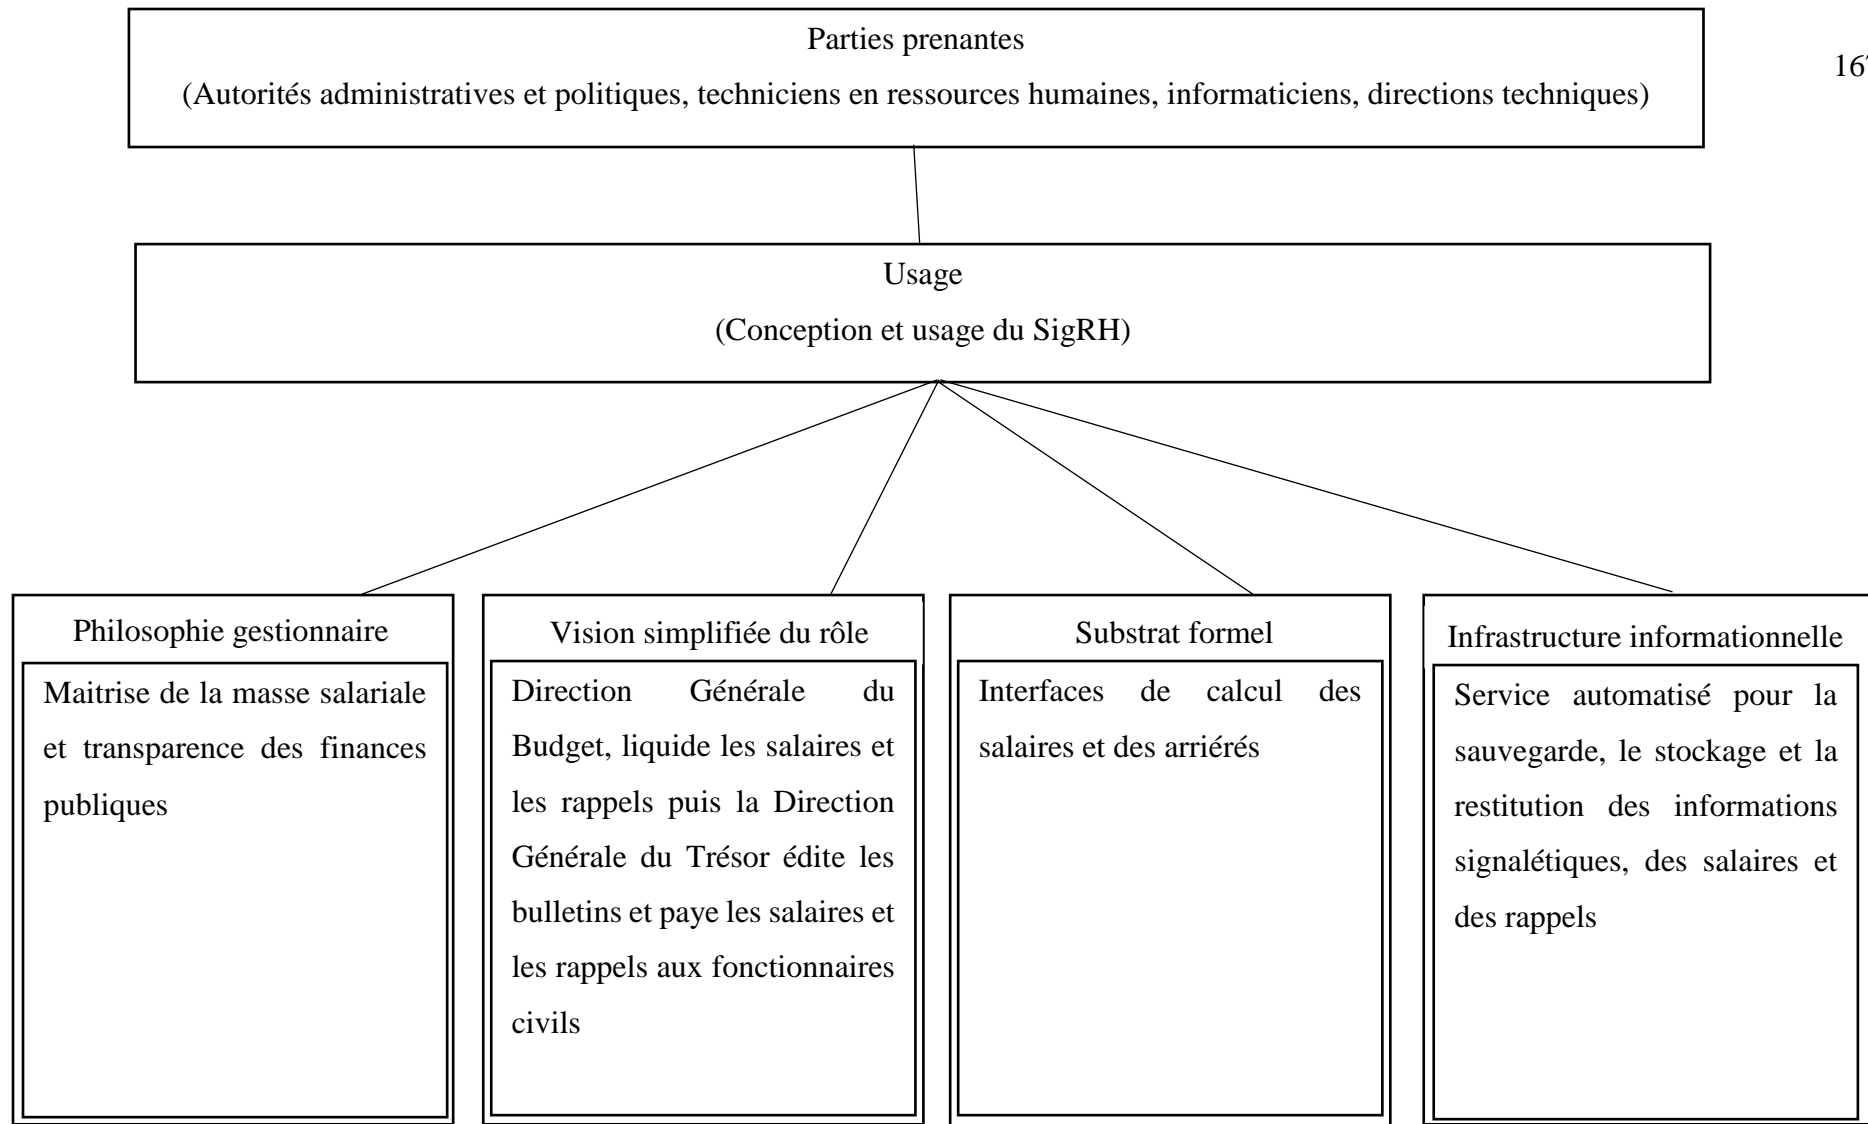 Parties prenantes
(Autorités administratives et politiques, techniciens en ressources humaines, informaticiens, directions techniques)
167
Usage
(Conception et usage du SigRH)
Philosophie gestionnaire
Maitrise de la masse salariale
et transparence des finances
publiques
Vision simplifiée du rôle
Direction Générale du
Budget, liquide les salaires et
les rappels puis la Direction
Générale du Trésor édite les
bulletins et paye les salaires et
les rappels aux fonctionnaires
civils
Substrat formel
Interfaces de calcul des
salaires et des arriérés
Infrastructure informationnelle
Service automatisé pour la
sauvegarde, le stockage et la
restitution des informations
signalétiques, des salaires et
des rappels